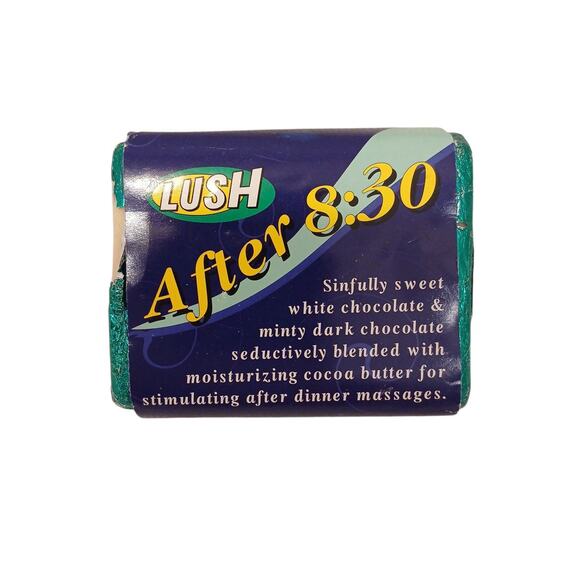 LUSH
After 8:30
Sinfully sweet
white chocolate &
minty dark chocolate
seductively blended with
moisturizing cocoa butter for
stimulating after dinner massages.